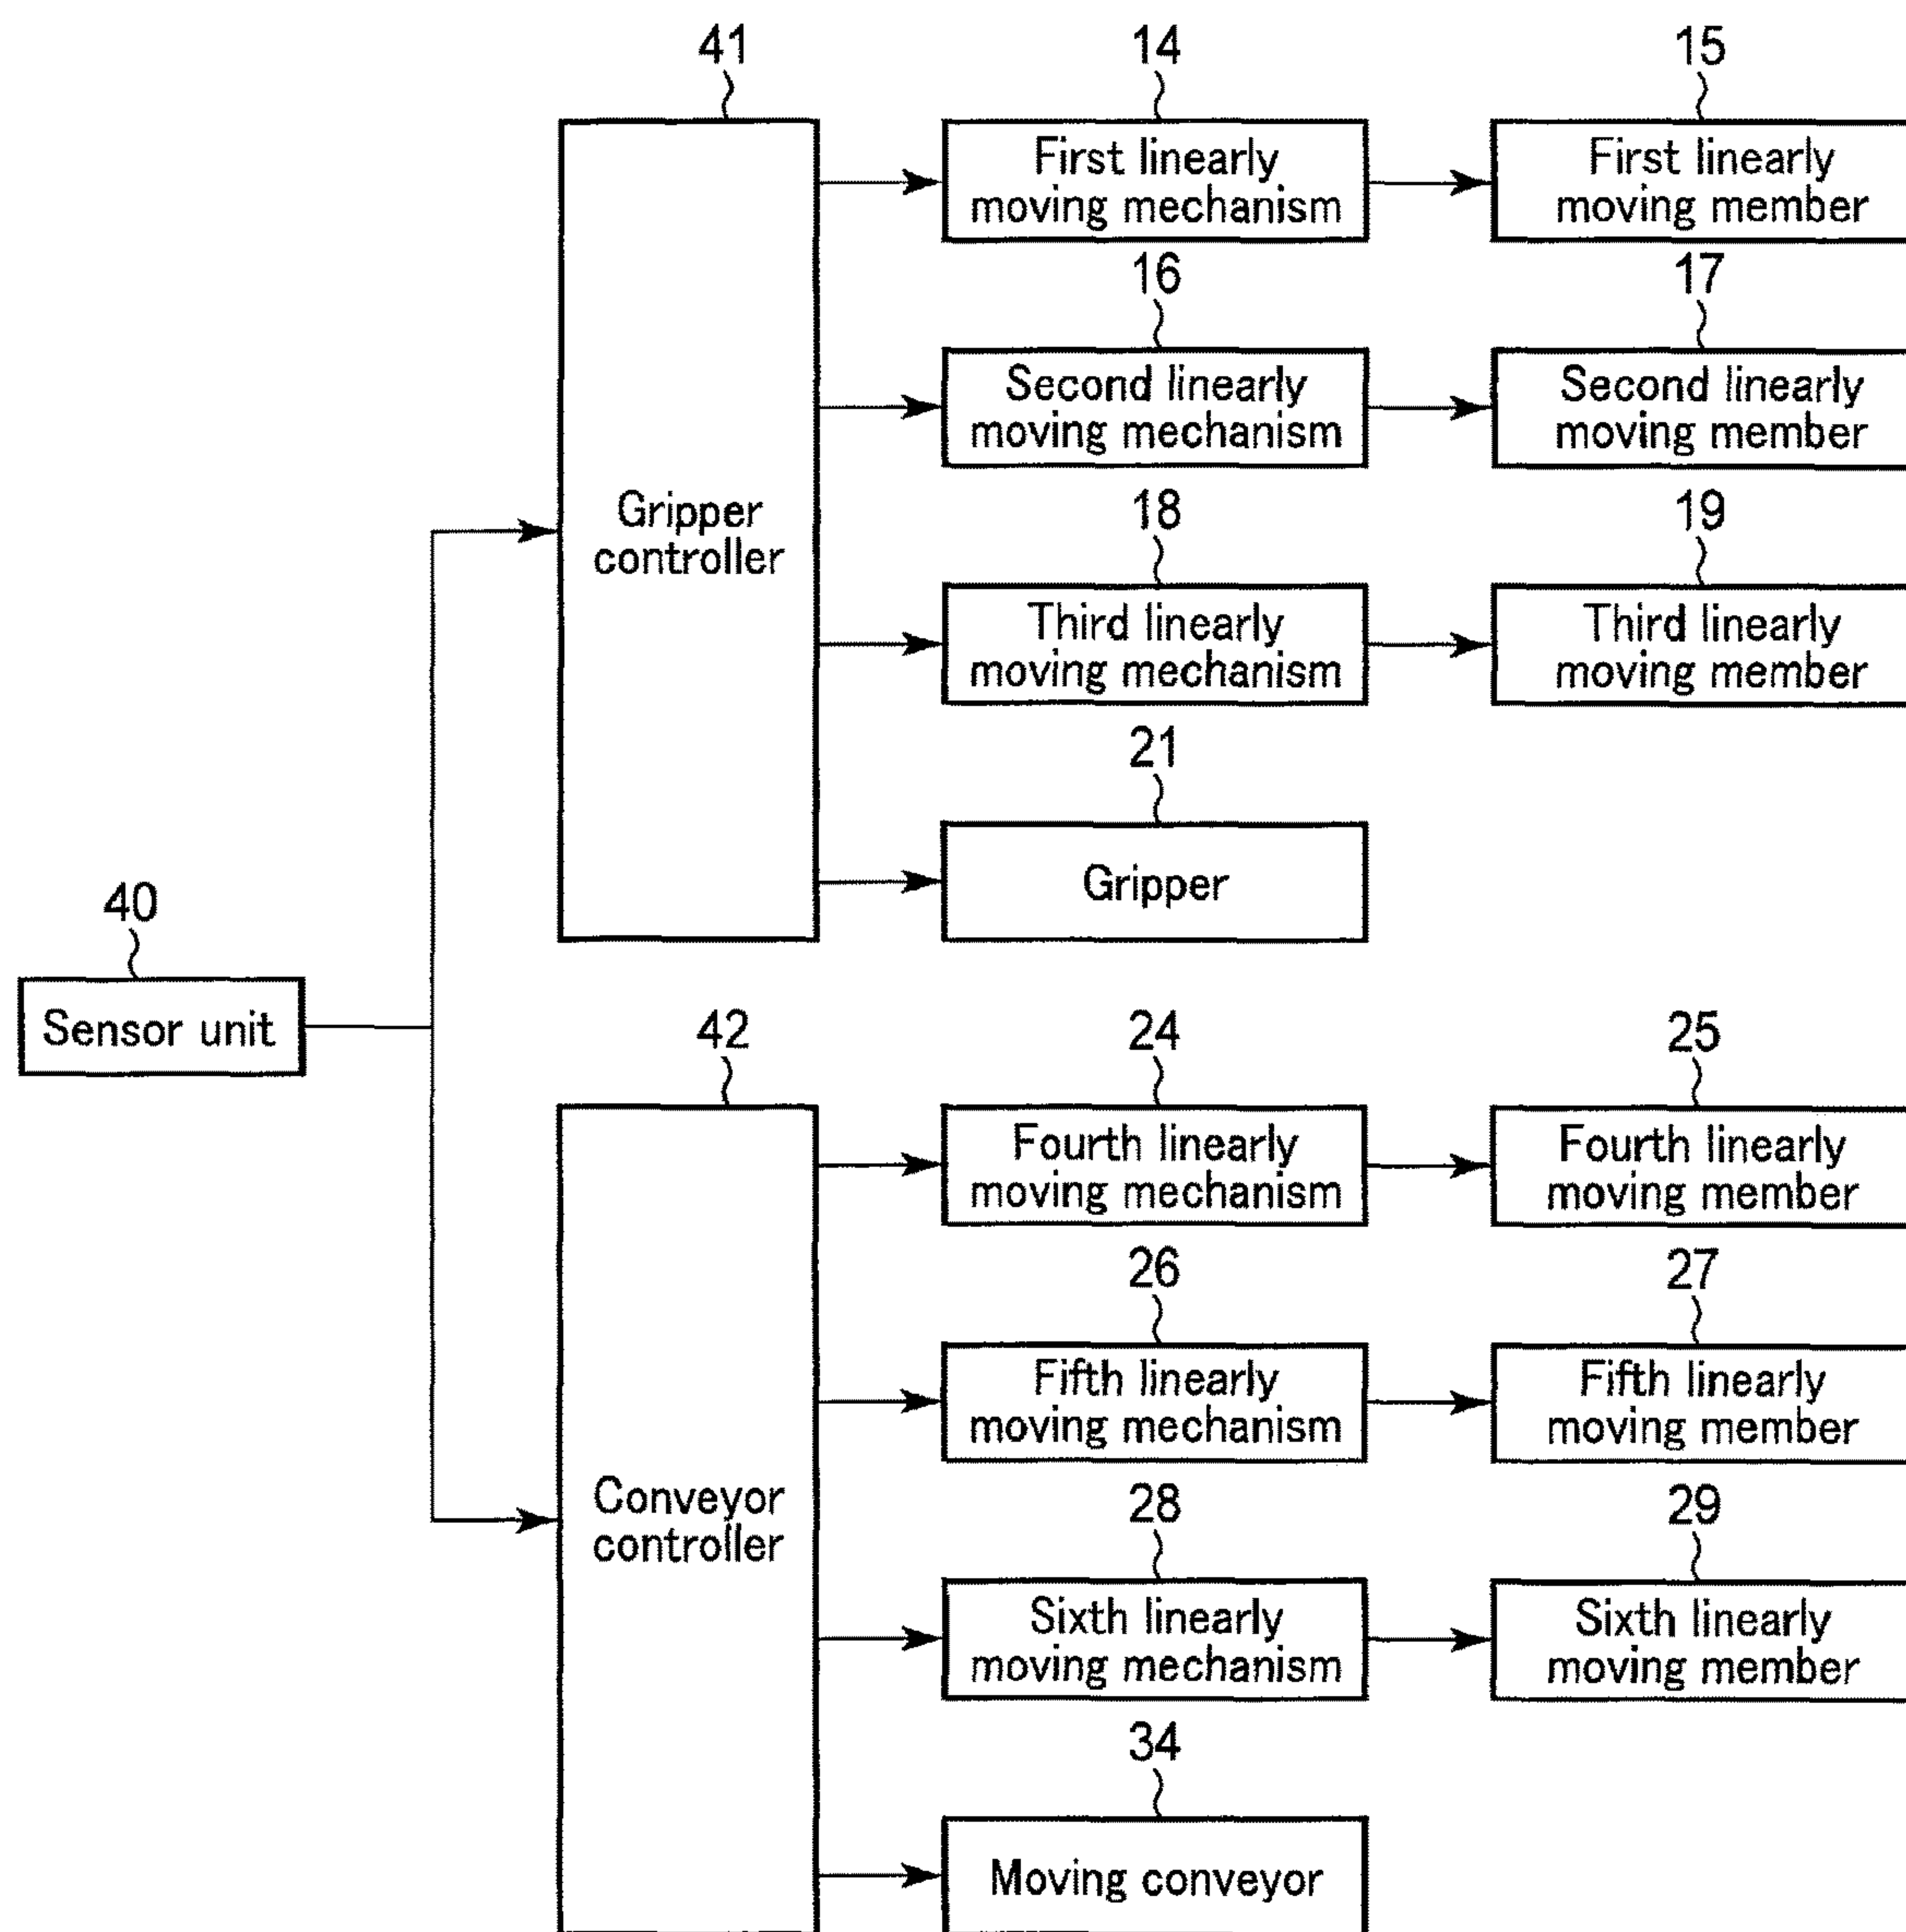 41
14
15
First linearly
moving mechanism
First linearly
moving member
16
17
Second linearly
moving mechanism
Second linearly
moving member
Gripper
controller
18
19
Third linearly
moving mechanism
Third linearly
moving member
21
Gripper
40
Sensor unit
42
24
25
Fourth linearly
moving mechanism
Fourth linearly
moving member
26
27
Fifth linearly
moving mechanism
Fifth linearly
moving member
Conveyor
controller
28
29
Sixth linearly
moving mechanism
Sixth linearly
moving member
34
Moving conveyor